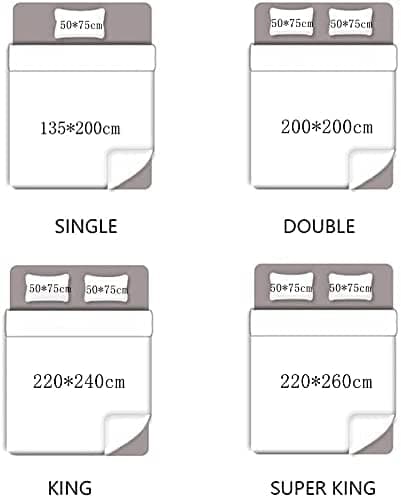 50*75cm
135*200cm
SINGLE
50*75cm 50*75cm
200*200cm
DOUBLE
50*75cm 50*75cm
220*240cm
KING
50*75cm 50*75cm
220*260cm
SUPER KING